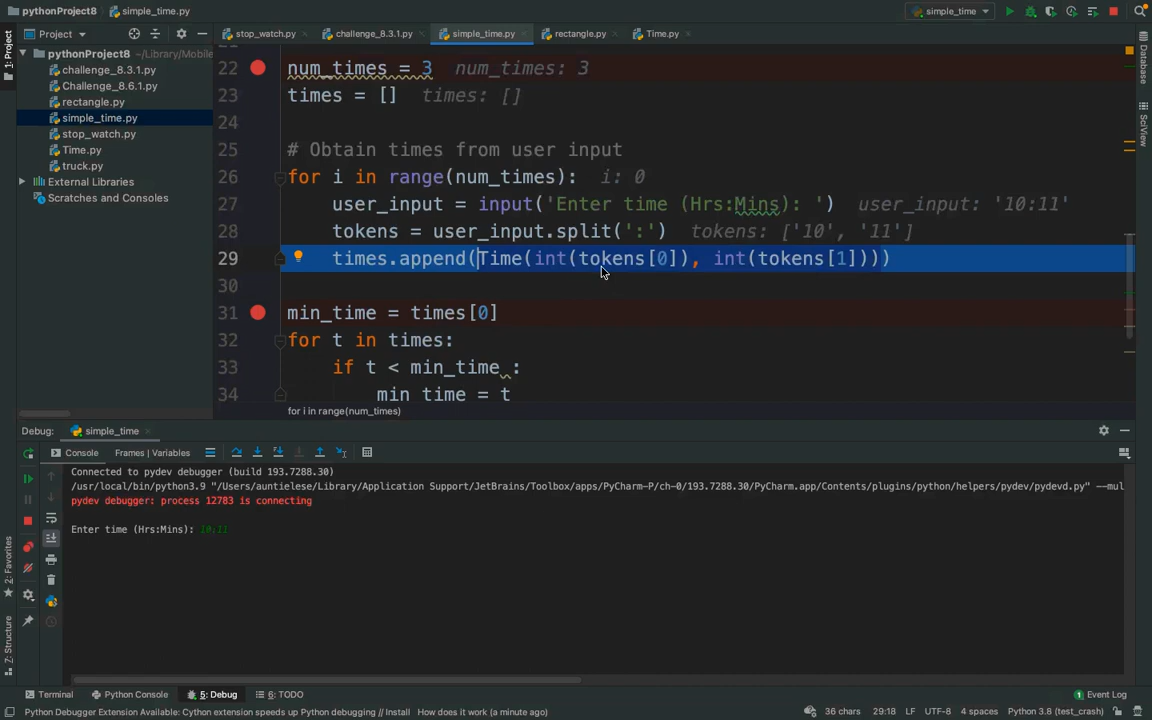 pythonProject8 simple_time.py simple_time
1: Project Project stop_watch.py challenge_8.3.1.py simple_time.py rectangle.py Time.py Database
pythonProject8 ~/Library/Mobile
challenge_8.3.1.py
Challenge_8.6.1.py
rectangle.py
simple_time.py
stop_watch.py
Time.py
truck.py
External Libraries
Scratches and Consoles
SciView
22 num_times = 3 num_times: 3
23 times = [] times: []
24
25 # Obtain times from user input
26 for i in range(num_times): i: 0
27 user_input = input('Enter time (Hrs:Mins): ') user_input: '10:11'
28 tokens = user_input.split(':') tokens: ['10', '11']
29 times.append(Time(int(tokens[0]), int(tokens[1])))
30
31 min_time = times[0]
32 for t in times:
33 if t < min_time :
34 min_time = t
for i in range(num_times)
Debug: simple_time
Console Frames | Variables
Connected to pydev debugger (build 193.7288.30)
/usr/local/bin/python3.9 "/Users/auntielese/Library/Application Support/JetBrains/Toolbox/apps/PyCharm-P/ch-0/193.7288.30/PyCharm.app/Contents/plugins/python/helpers/pydev/pydevd.py" --mul
pydev debugger: process 12783 is connecting
Enter time (Hrs:Mins): 10:11
2: Favorites
Z: Structure
Terminal Python Console 5: Debug 6: TODO 1 Event Log
Python Debugger Extension Available: Cython extension speeds up Python debugging // Install How does it work (a minute ago) 36 chars 29:18 LF UTF-8 4 spaces Python 3.8 (test_crash)